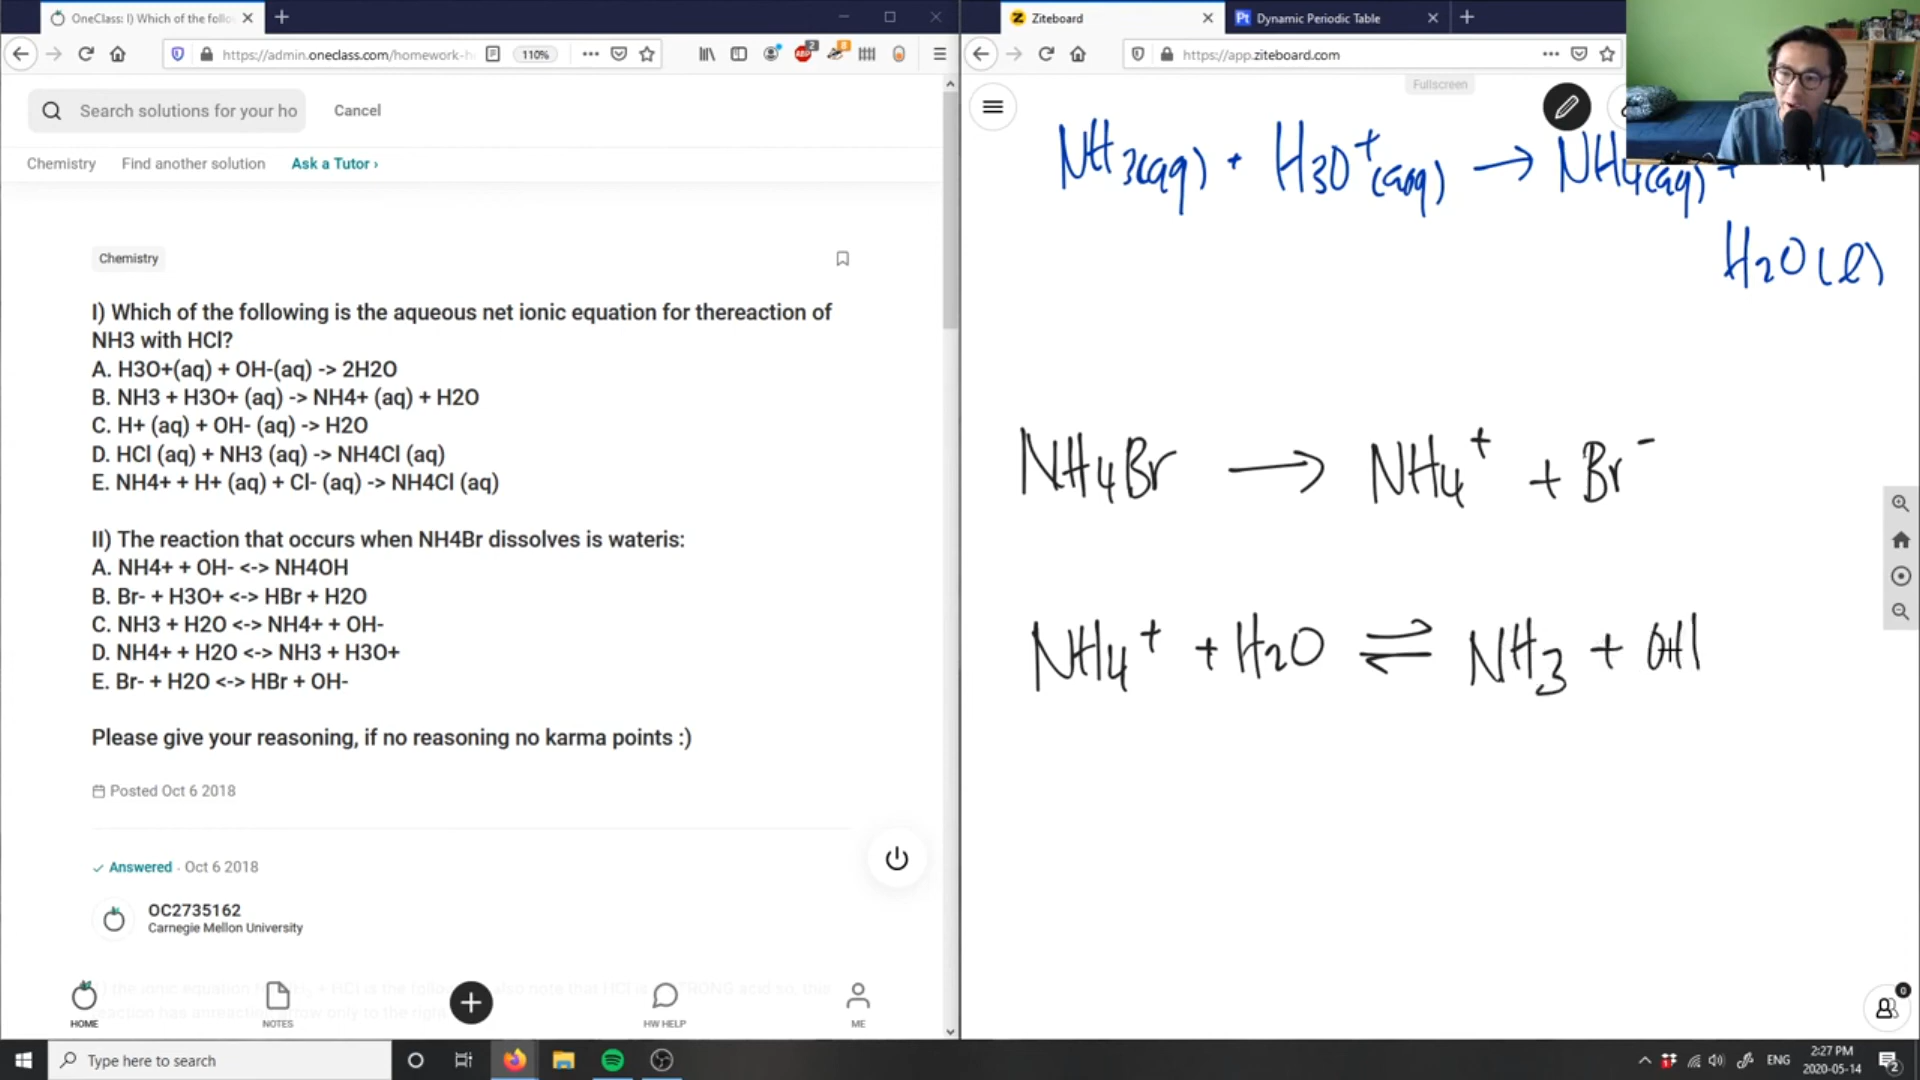 OneClass: I) Which of the follo
Ziteboard
Dynamic Periodic Table
https://admin.oneclass.com/homework-h
110%
https://app.ziteboard.com
Fullscreen
Search solutions for your ho
Cancel
Chemistry
Find another solution
Ask a Tutor ›
NH3(aq) + H3O+(aq) → NH4(aq) +
H2O(l)
Chemistry
I) Which of the following is the aqueous net ionic equation for thereaction of
NH3 with HCl?
A. H3O+(aq) + OH-(aq) -> 2H2O
B. NH3 + H3O+ (aq) -> NH4+ (aq) + H2O
C. H+ (aq) + OH- (aq) -> H2O
D. HCl (aq) + NH3 (aq) -> NH4Cl (aq)
E. NH4+ + H+ (aq) + Cl- (aq) -> NH4Cl (aq)
II) The reaction that occurs when NH4Br dissolves is wateris:
A. NH4+ + OH- <-> NH4OH
B. Br- + H3O+ <-> HBr + H2O
C. NH3 + H2O <-> NH4+ + OH-
D. NH4+ + H2O <-> NH3 + H3O+
E. Br- + H2O <-> HBr + OH-
Please give your reasoning, if no reasoning no karma points :)
Posted Oct 6 2018
Answered . Oct 6 2018
OC2735162
Carnegie Mellon University
NH4Br → NH4+ + Br-
NH4+ + H2O ⇌ NH3 + OH
HOME
NOTES
HW HELP
ME
Type here to search
ENG
2:27 PM
2020-05-14